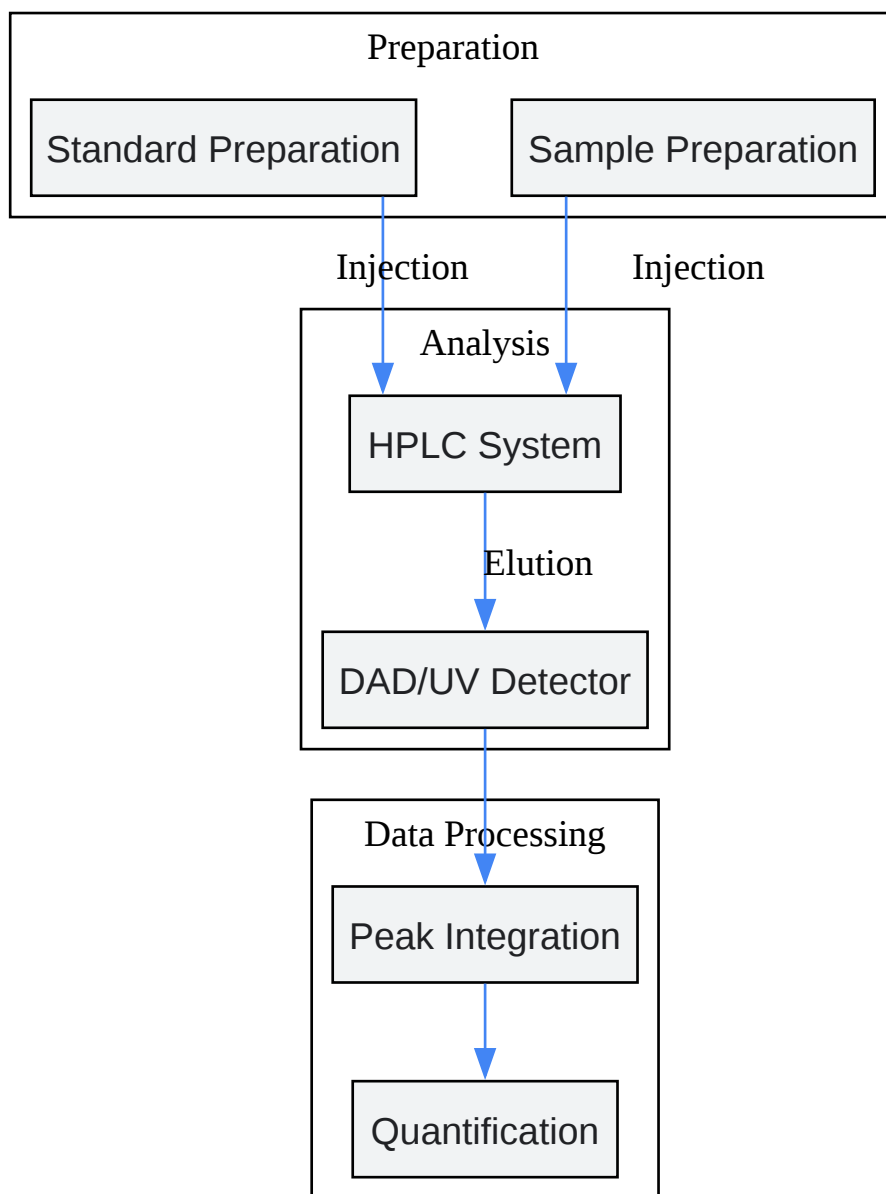 Preparation
Standard Preparation
Sample Preparation
Injection
Injection
Analysis
HPLC System
Elution
DAD/UV Detector
Data Processing
Peak Integration
Quantification